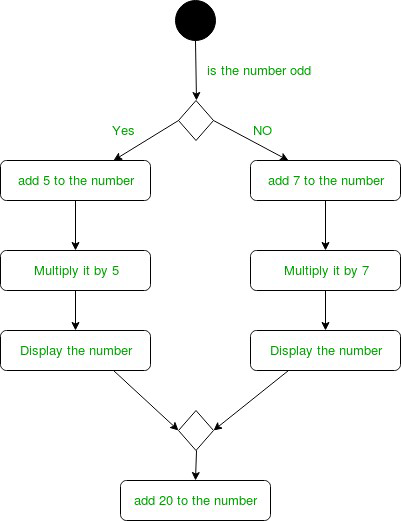 is the number odd
Yes
NO
add 5 to the number
add 7 to the number
Multiply it by 5
Multiply it by 7
Display the number
Display the number
add 20 to the number